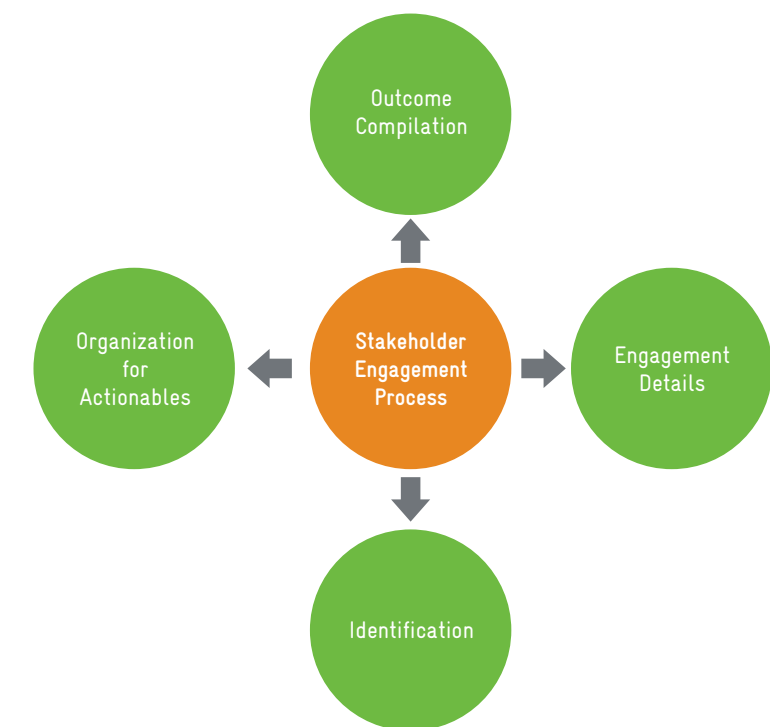 Outcome
Compilation
Organization
for
Actionables
Stakeholder
Engagement
Process
Engagement
Details
Identification